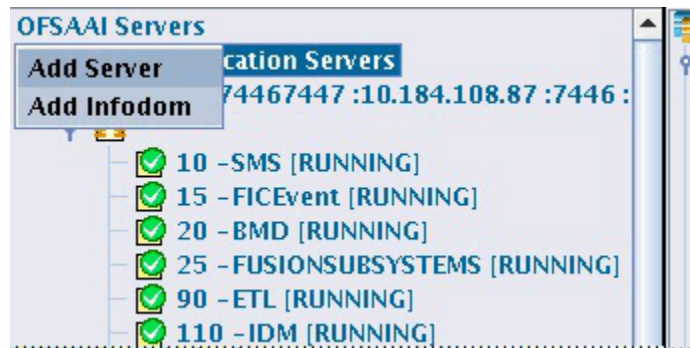 OFSAAI Servers
Add Server
cation Servers
Add Infodom
74467447 :10.184.108.87 :7446 :
10 -SMS [RUNNING]
15 -FICEvent [RUNNING]
20 -BMD [RUNNING]
25 -FUSIONSUBSYSTEMS [RUNNING]
90 -ETL [RUNNING]
110 -IDM [RUNNING]